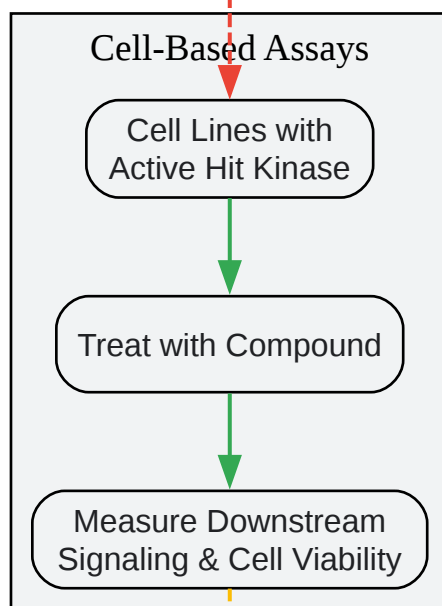 Cell-Based Assays
Cell Lines with
Active Hit Kinase
Treat with Compound
Measure Downstream
Signaling & Cell Viability